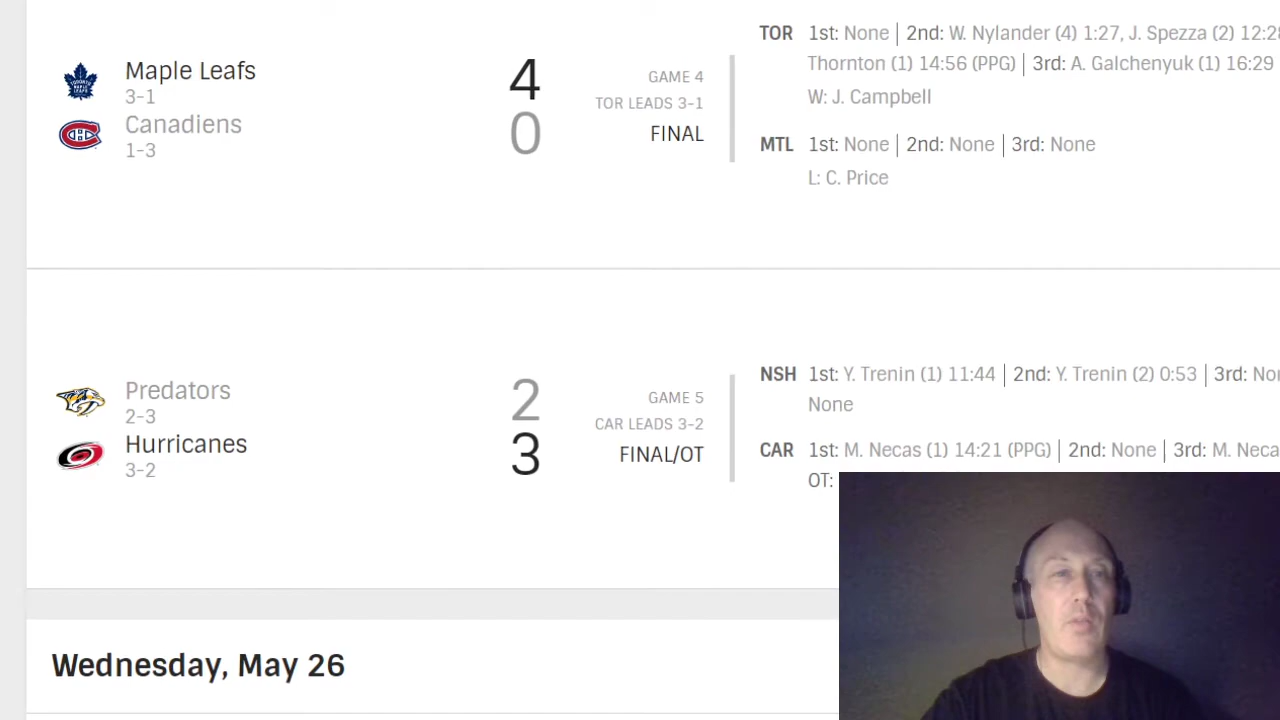 TOR 1st: None | 2nd: W. Nylander (4) 1:27, J. Spezza (2) 12:28
Thornton (1) 14:56 (PPG) | 3rd: A. Galchenyuk (1) 16:29
W: J. Campbell
Maple Leafs 4
3-1
Canadiens 0
1-3
GAME 4
TOR LEADS 3-1
FINAL
MTL 1st: None | 2nd: None | 3rd: None
L: C. Price
Predators 2
2-3
Hurricanes 3
3-2
GAME 5
CAR LEADS 3-2
FINAL/OT
NSH 1st: Y. Trenin (1) 11:44 | 2nd: Y. Trenin (2) 0:53 | 3rd:
None
CAR 1st: M. Necas (1) 14:21 (PPG) | 2nd: None | 3rd: M. Neca
OT:
Wednesday, May 26